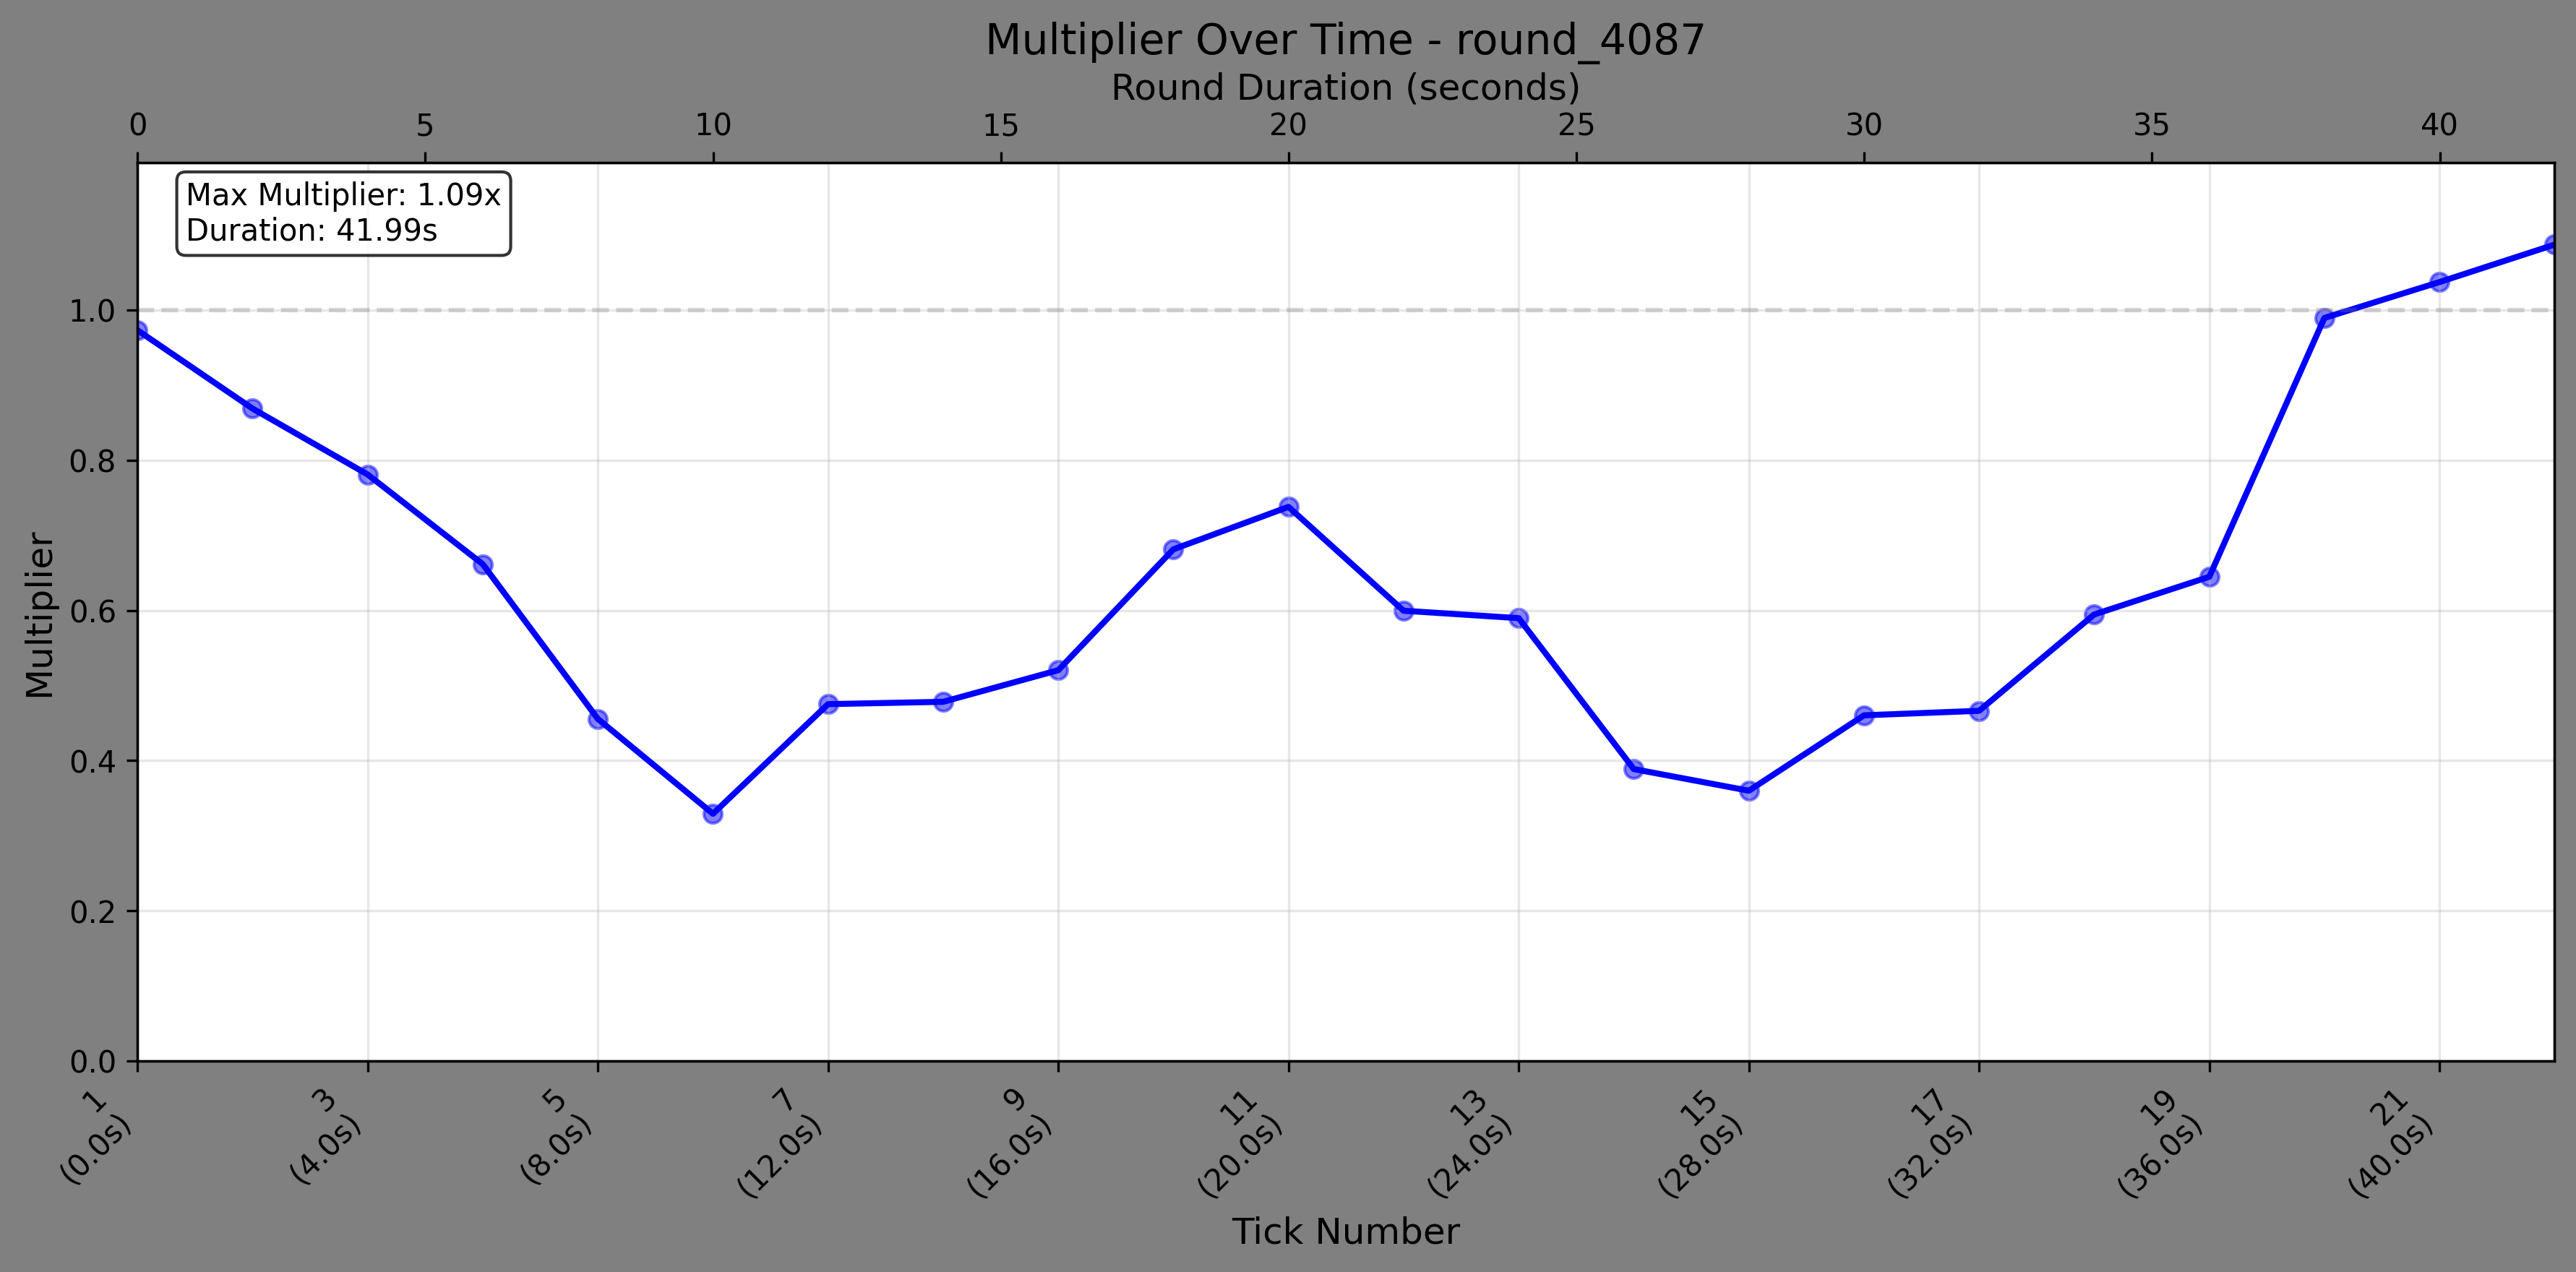 Multiplier Over Time - round_4087
Round Duration (seconds)
0 5 10 15 20 25 30 35 40
Max Multiplier: 1.09x
Duration: 41.99s
Multiplier
1.0
0.8
0.6
0.4
0.2
0.0
1 3 5 7 9 11 13 15 17 19 21
(0.0s) (4.0s) (8.0s) (12.0s) (16.0s) (20.0s) (24.0s) (28.0s) (32.0s) (36.0s) (40.0s)
Tick Number